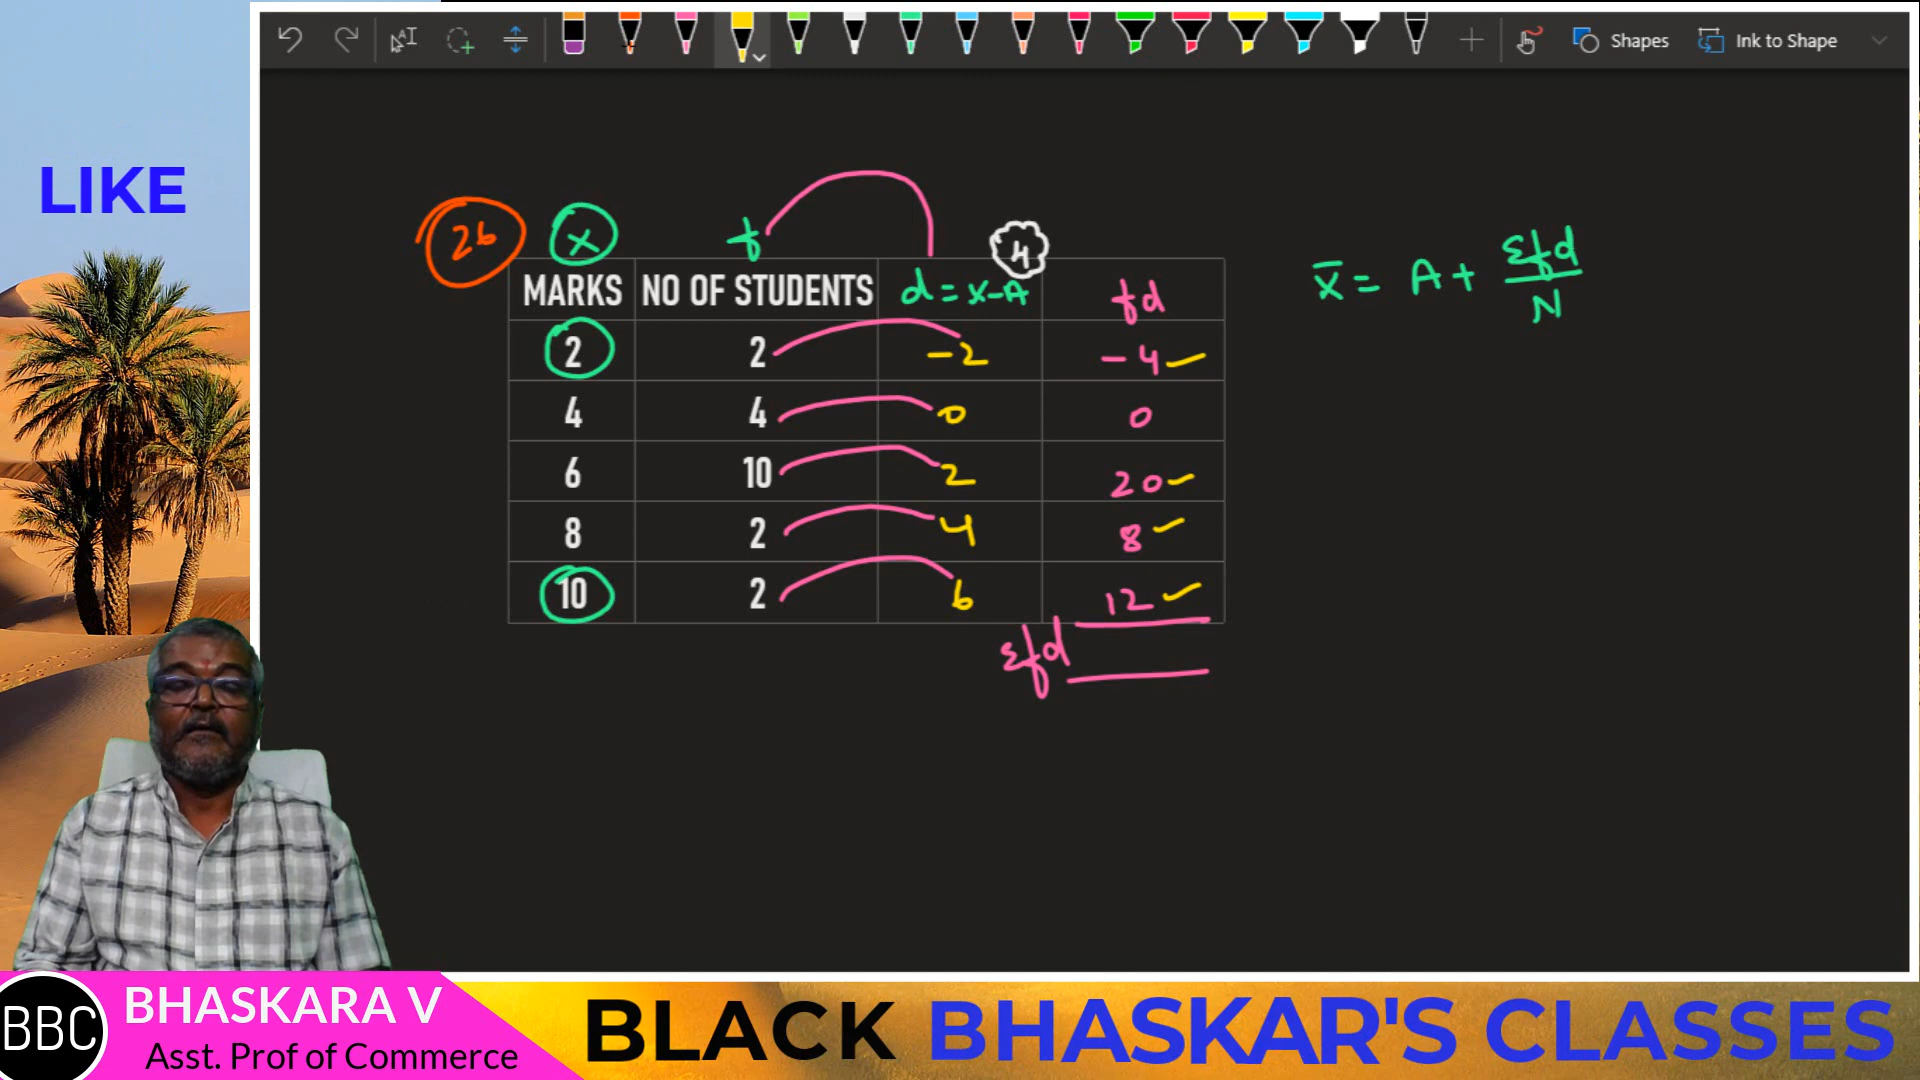 Shapes Ink to Shape
LIKE
26 x f 4
MARKS NO OF STUDENTS d = x-A fd
2 2 -2 -4
4 4 0 0
6 10 2 20
8 2 4 8
10 2 6 12
Σfd
x̄ = A + Σfd
N
BBC
BHASKARA V
Asst. Prof of Commerce
BLACK BHASKAR'S CLASSES